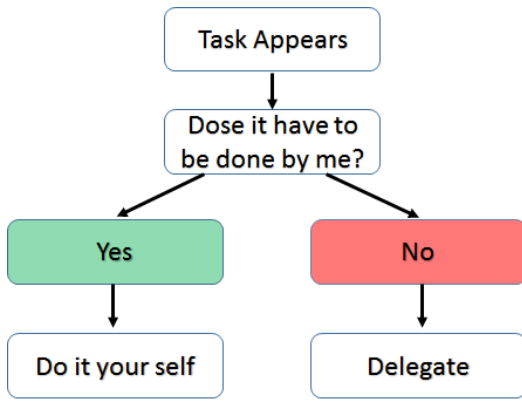 Task Appears
Dose it have to
be done by me?
Yes
No
Do it your self
Delegate